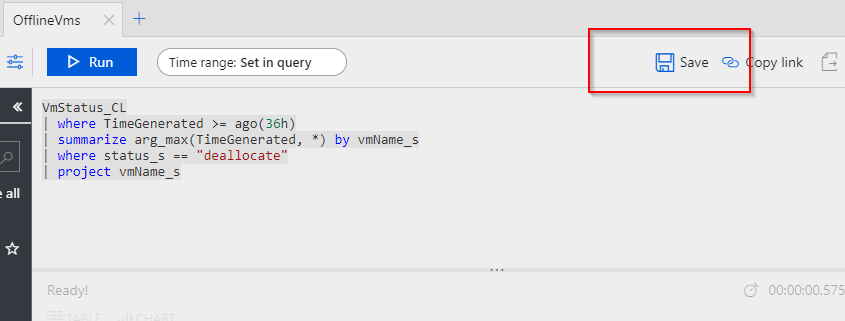 OfflineVms
Run
Time range: Set in query
Save
Copy link
VmStatus_CL
| where TimeGenerated >= ago(36h)
| summarize arg_max(TimeGenerated, *) by vmName_s
| where status_s == "deallocate"
| project vmName_s
e all
Ready!
00:00:00.575
TABLE
CHART